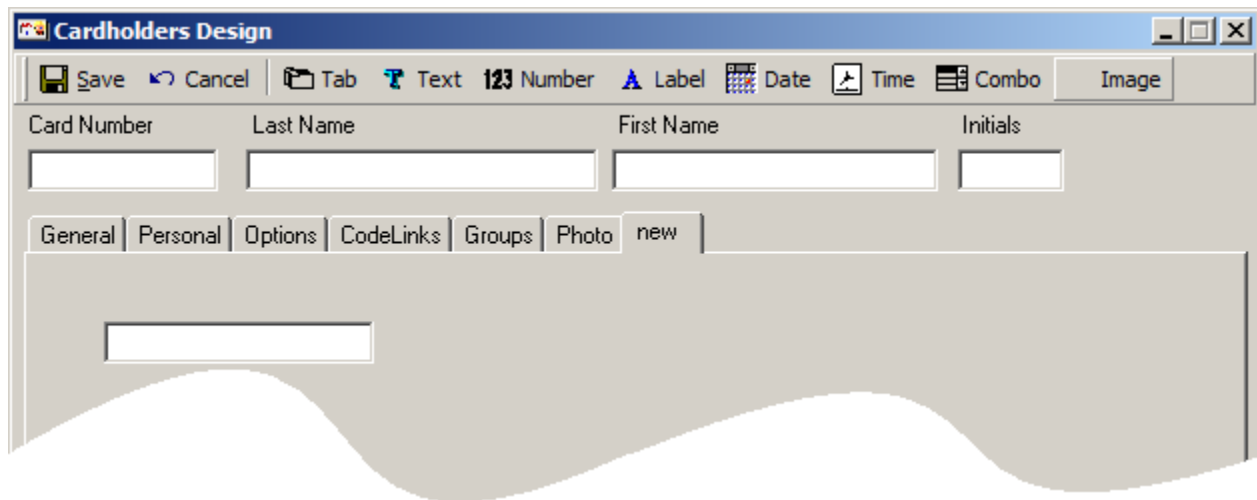 Cardholders Design
Save Cancel Tab Text 123 Number A Label Date Time Combo Image
Card Number Last Name First Name Initials
General Personal Options CodeLinks Groups Photo new